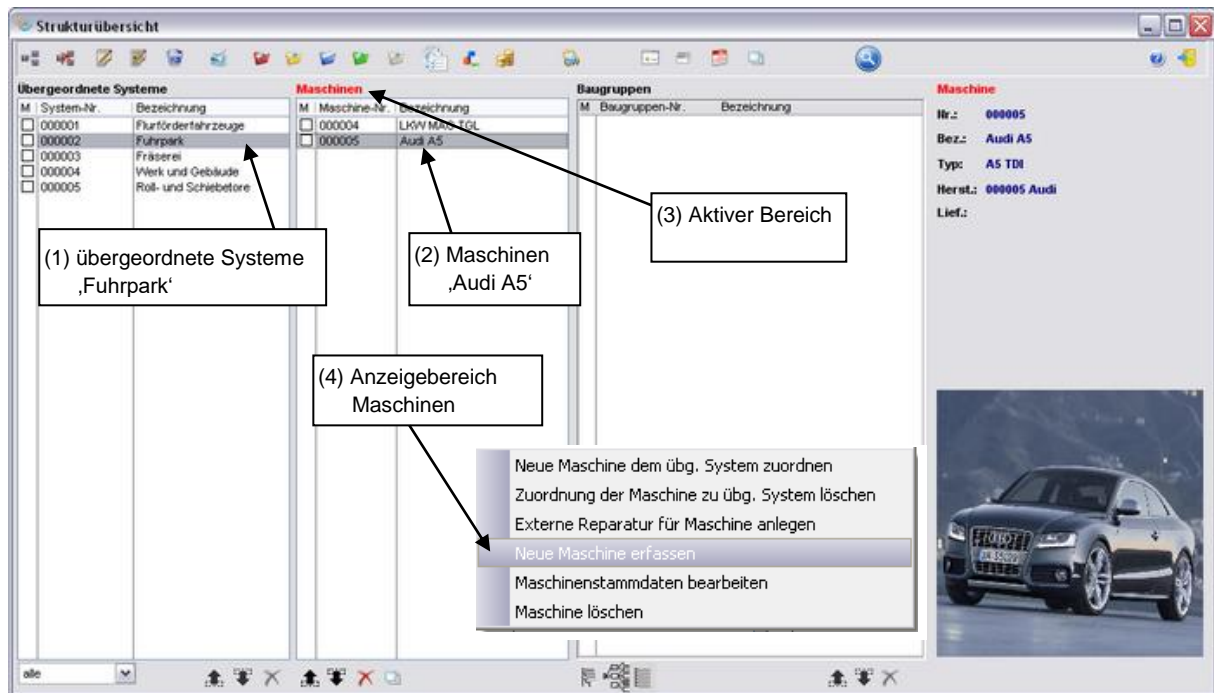 Strukturübersicht
Übergeordnete Systeme
M System-Nr. Bezeichnung
000001 Flurförderfahrzeuge
000002 Fuhrpark
000003 Fräserei
000004 Werk und Gebäude
000005 Roll- und Schiebetore
Maschinen
M Maschine-Nr. Bezeichnung
000004 LKW MAG TGL
000005 Audi A5
Baugruppen
M Baugruppen-Nr. Bezeichnung
Maschine
Nr.: 000005
Bez.: Audi A5
Typ: A5 TDI
Herst.: 000005 Audi
Lief.:
(1) übergeordnete Systeme
‚Fuhrpark‘
(2) Maschinen
‚Audi A5‘
(3) Aktiver Bereich
(4) Anzeigebereich
Maschinen
Neue Maschine dem übg. System zuordnen
Zuordnung der Maschine zu übg. System löschen
Externe Reparatur für Maschine anlegen
Neue Maschine erfassen
Maschinenstammdaten bearbeiten
Maschine löschen
alle